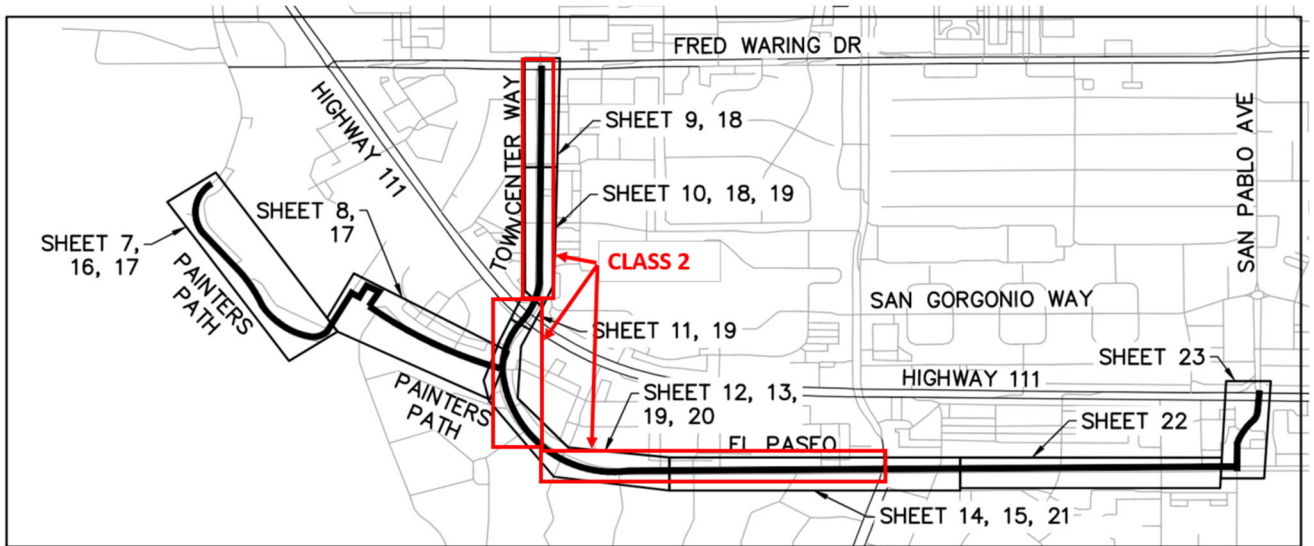 FRED WARING DR
HIGHWAY 111
TOWN CENTER WAY
SHEET 9, 18
SAN PABLO AVE
SHEET 10, 18, 19
SHEET 8,
17
SHEET 7,
16, 17
PAINTERS
PATH
CLASS 2
SAN GORGONIO WAY
SHEET 11, 19
SHEET 23
HIGHWAY 111
PAINTERS
PATH
SHEET 12, 13,
19, 20
SHEET 22
EL PASEO
SHEET 14, 15, 21